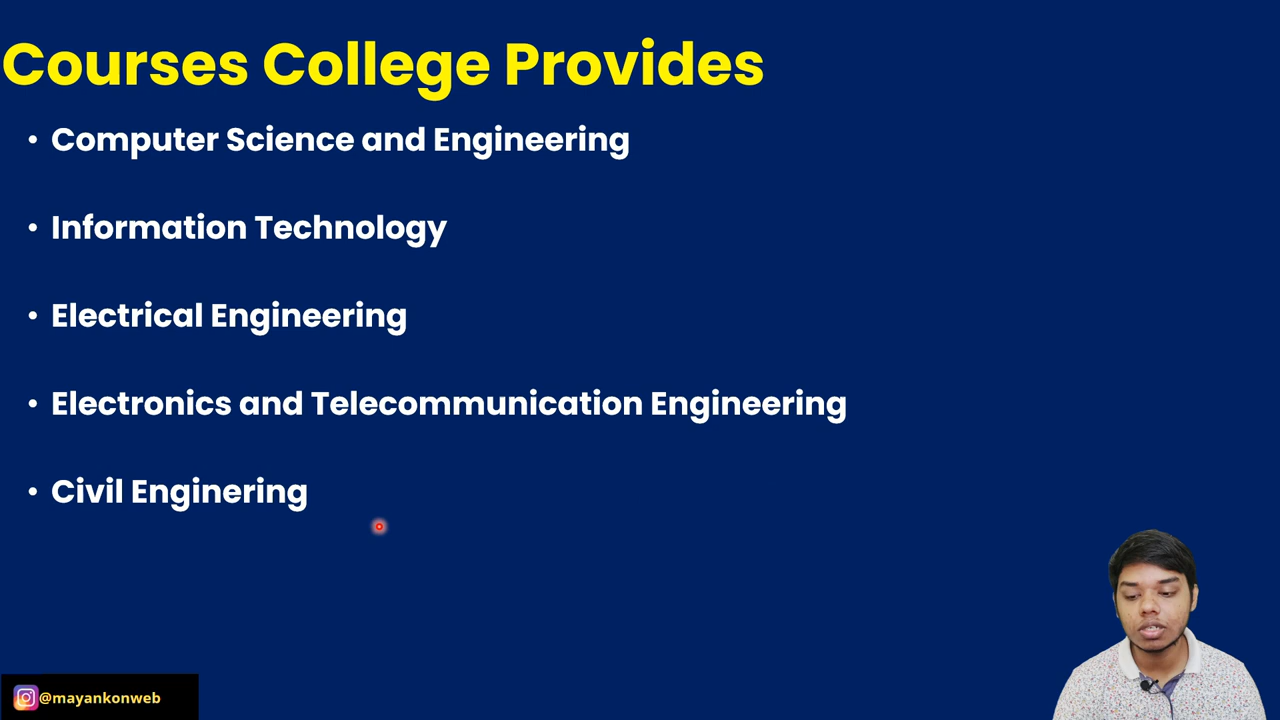 Courses College Provides
• Computer Science and Engineering
• Information Technology
• Electrical Engineering
• Electronics and Telecommunication Engineering
• Civil Enginering
@mayankonweb